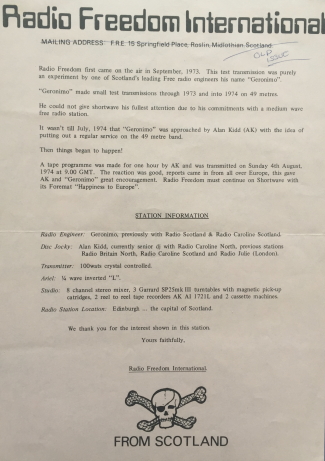 Radio Freedom International
MAILING ADDRESS: F.R.E. 15 Springfield Place, Roslin, Midlothian Scotland.
OLD
ISSUE
Radio Freedom first came on the air in September, 1973. This test transmission was purely
an experiment by one of Scotland's leading Free radio engineers his name "Geronimo".
"Geronimo" made small test transmissions through 1973 and into 1974 on 49 metres.
He could not give shortwave his fullest attention due to his commitments with a medium wave
free radio station.
It wasn't till July, 1974 that "Geronimo" was approached by Alan Kidd (AK) with the idea of
putting out a regular service on the 49 metre band.
Then things began to happen!
A tape programme was made for one hour by AK and was transmitted on Sunday 4th August,
1974 at 9.00 GMT. The reaction was good, reports came in from all over Europe, this gave
AK and "Geronimo" great encouragement. Radio Freedom must continue on Shortwave with
its Foremat "Happiness to Europe".
STATION INFORMATION
Radio Engineer: Geronimo, previously with Radio Scotland & Radio Caroline Scotland.
Disc Jocky: Alan Kidd, currently senior dj with Radio Caroline North, previous stations
Radio Britain North, Radio Caroline Scotland and Radio Julie (London).
Transmitter: 100watts crystal controlled.
Ariel: ¼ wave inverted "L".
Studio: 8 channel stereo mixer, 3 Garrard SP25mk III turntables with magnetic pick-up
catridges, 2 reel to reel tape recorders AK AI 1721L and 2 cassette machines.
Radio Station Location: Edinburgh ... the capital of Scotland.
We thank you for the interest shown in this station.
Yours faithfully,
Radio Freedom International.
FROM SCOTLAND